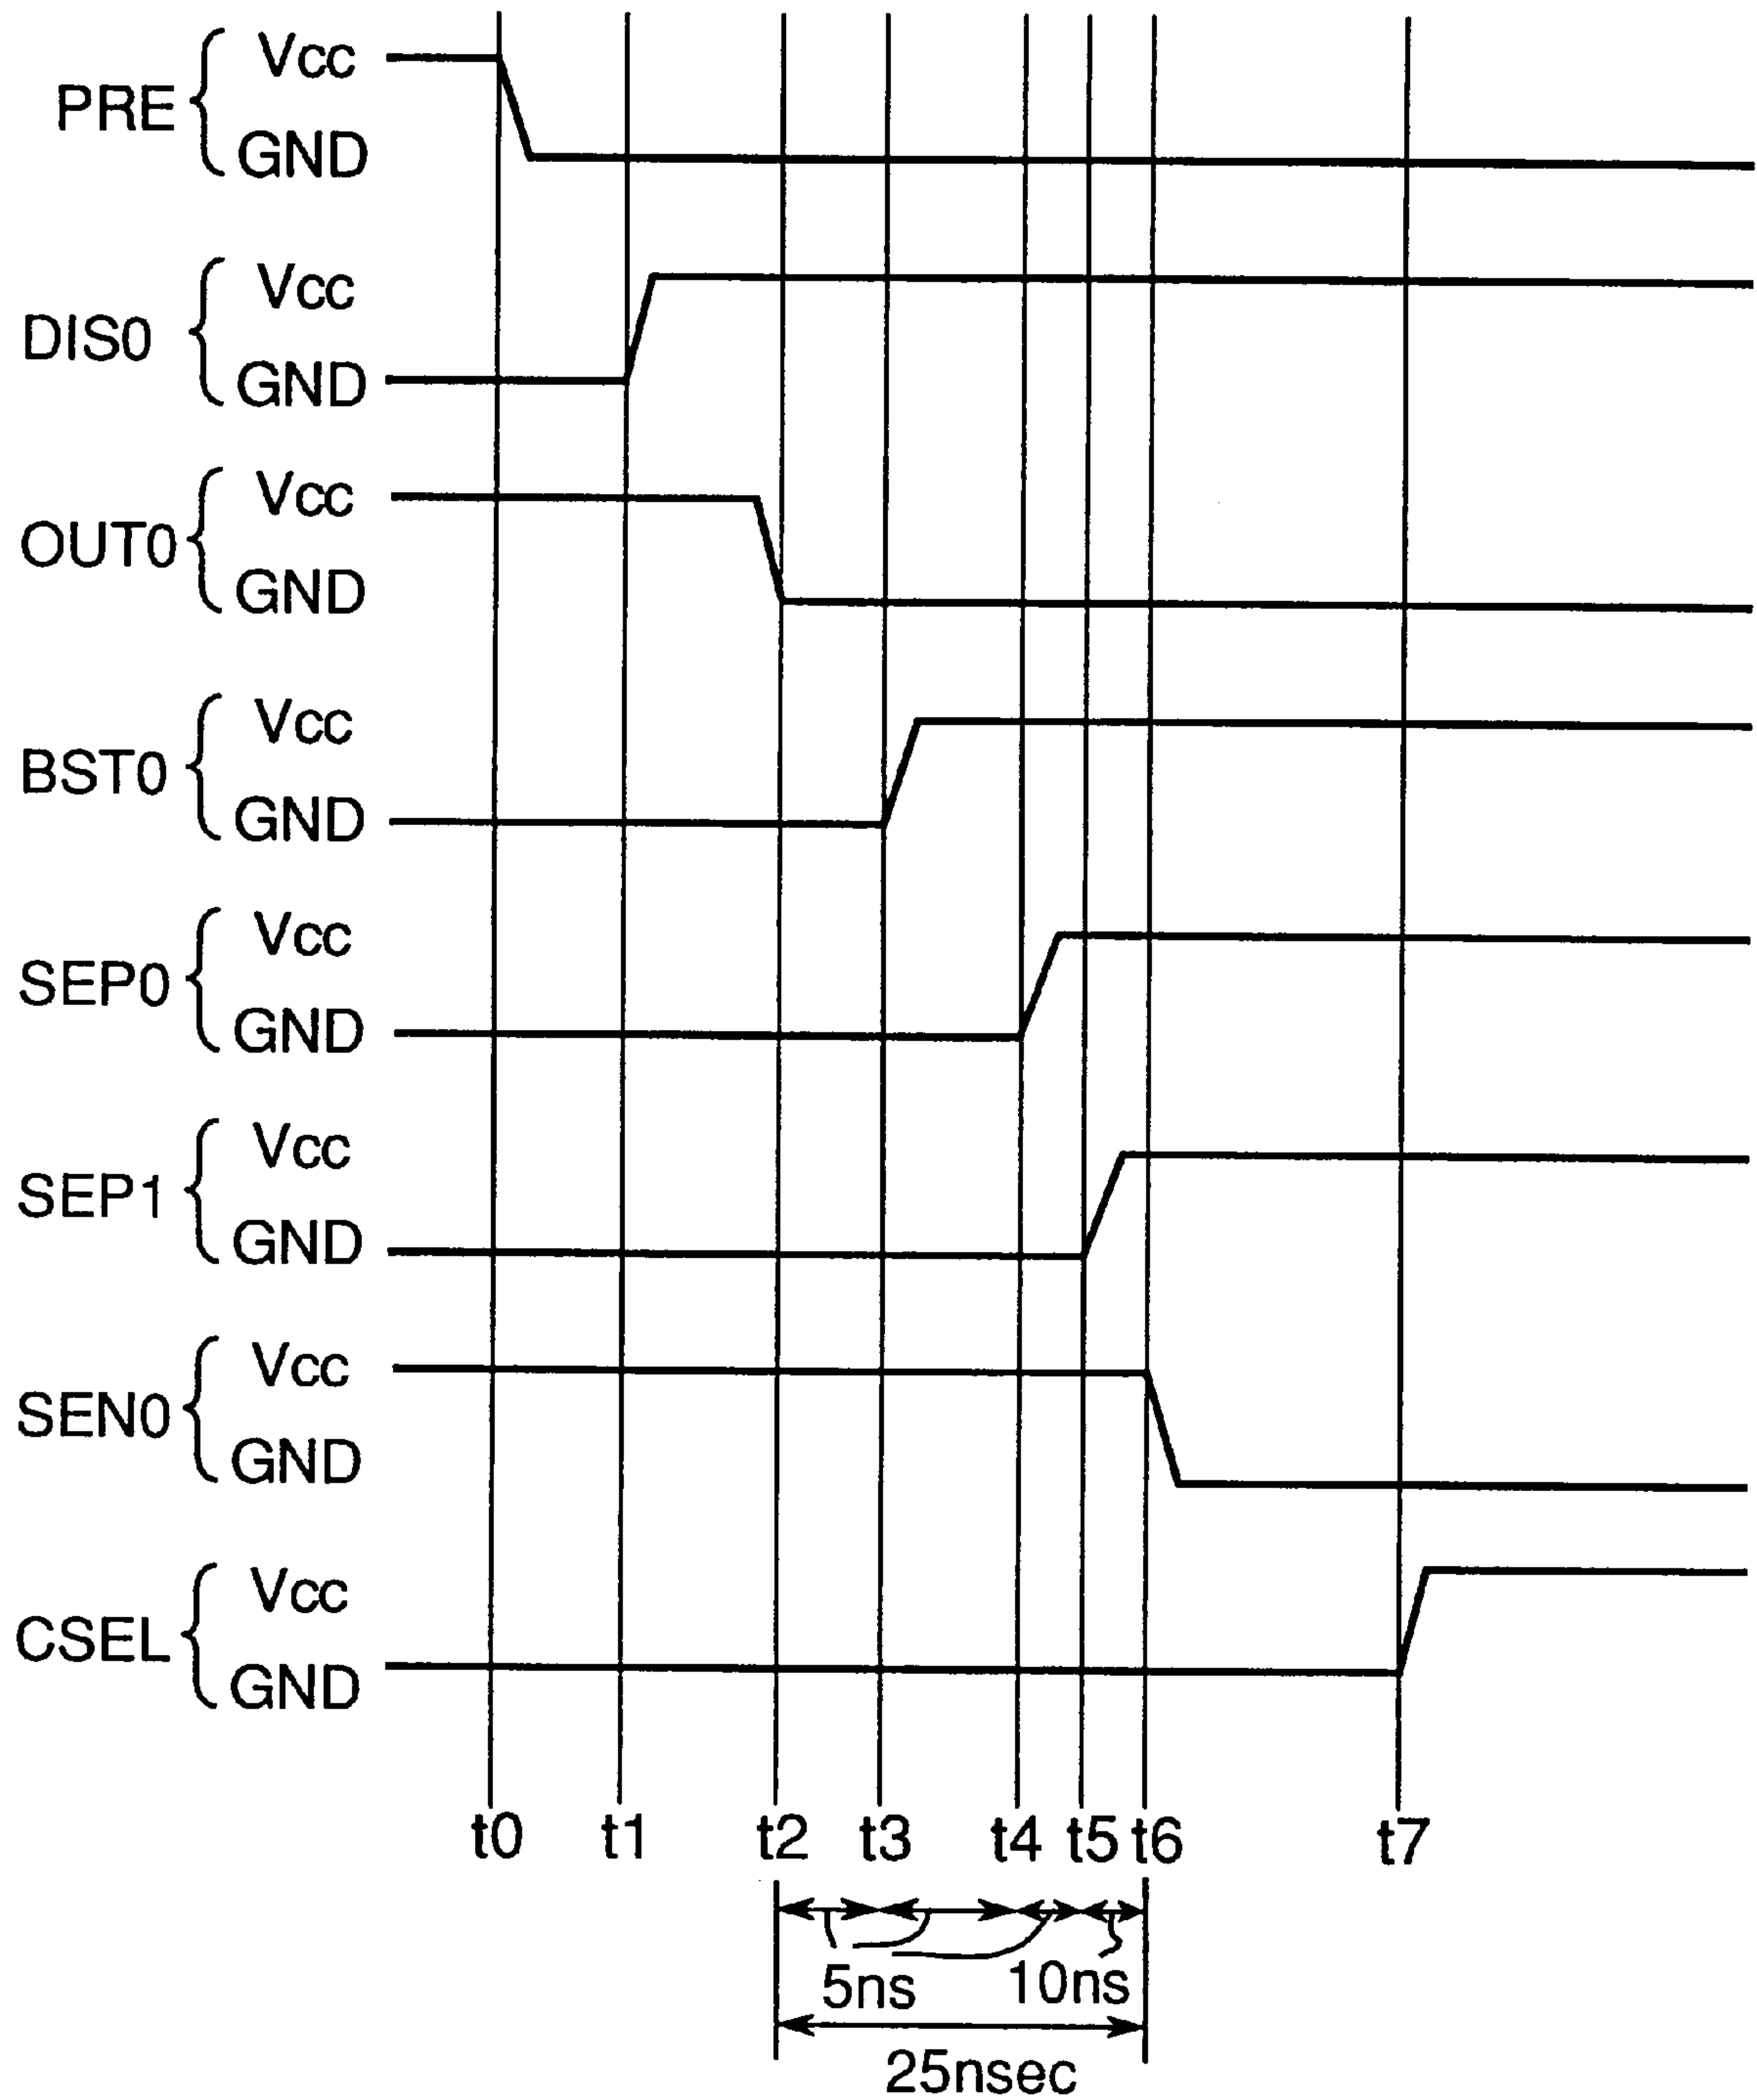 Vcc
PRE
GND
Vcc
DIS0
GND
Vcc
OUT0
GND
Vcc
BST0
GND
Vcc
SEP0
GND
Vcc
SEP1
GND
Vcc
SEN0
GND
Vcc
CSEL
GND
t0 t1 t2 t3 t4 t5 t6 t7
5ns 10ns
25nsec